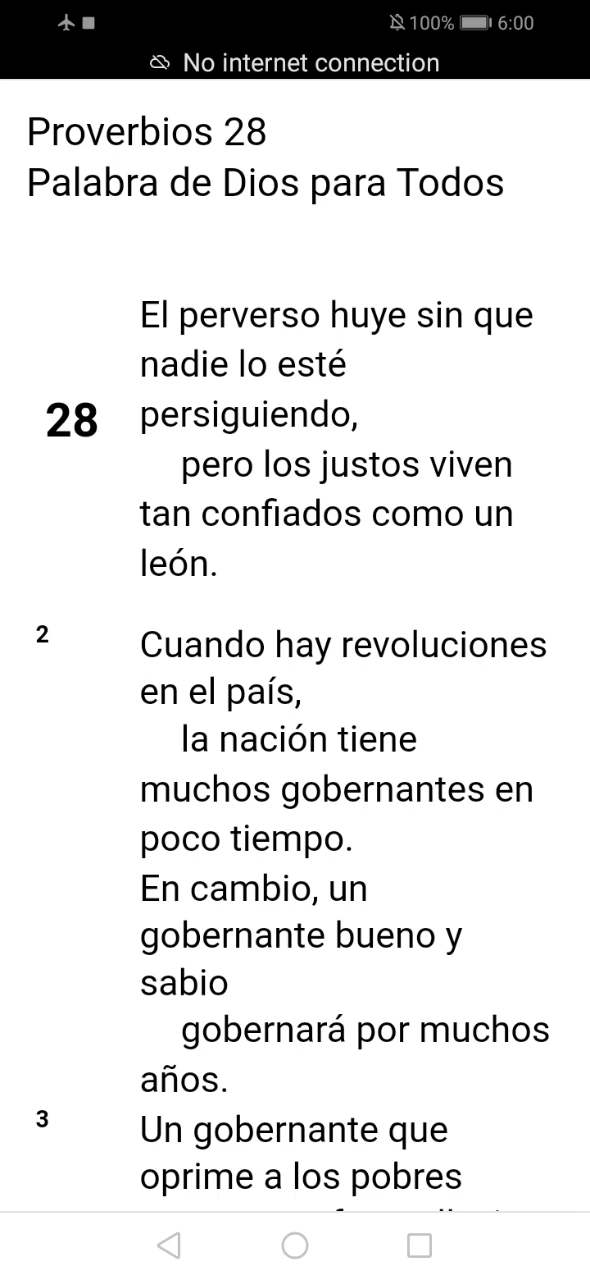 100% 6:00
No internet connection
Proverbios 28
Palabra de Dios para Todos
El perverso huye sin que
nadie lo esté
28 persiguiendo,
pero los justos viven
tan confiados como un
león.
2 Cuando hay revoluciones
en el país,
la nación tiene
muchos gobernantes en
poco tiempo.
En cambio, un
gobernante bueno y
sabio
gobernará por muchos
años.
3 Un gobernante que
oprime a los pobres